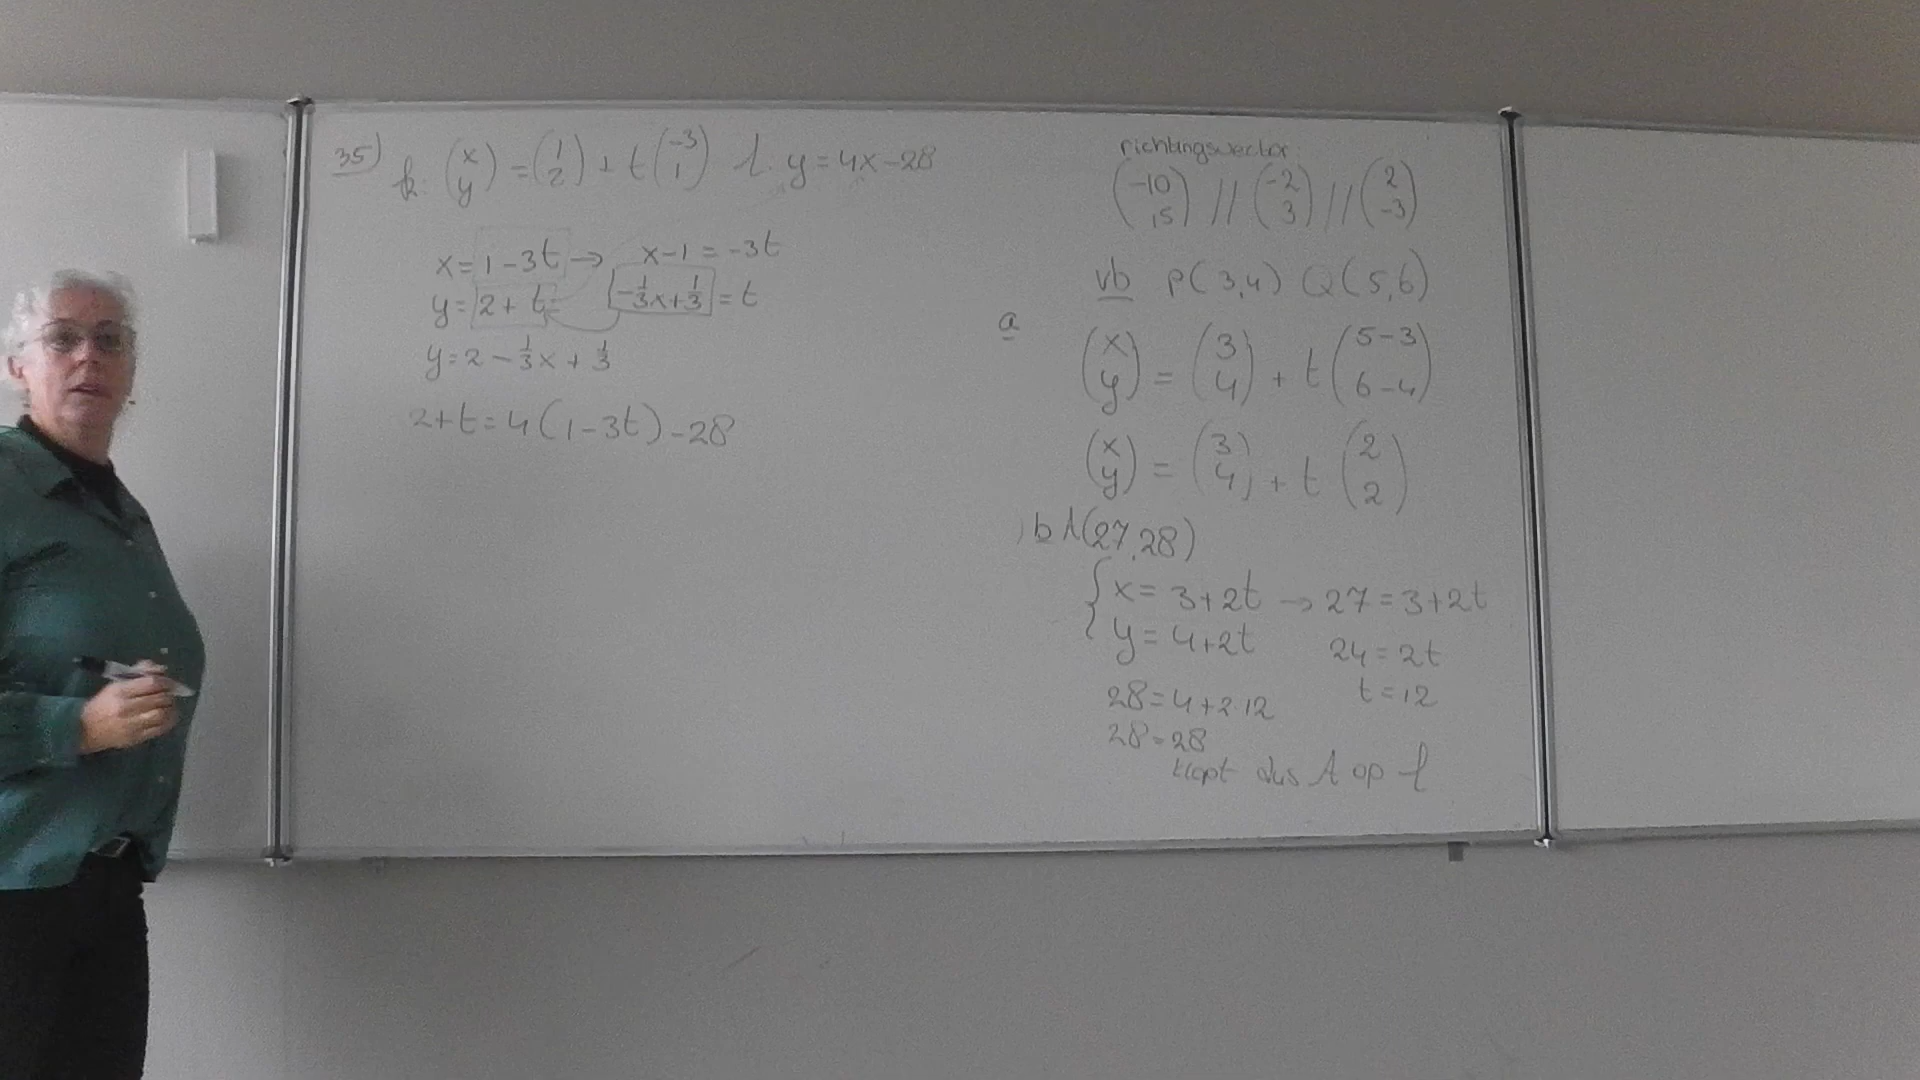 35) k: (x y) = (1 2) + t (-3 1) l: y = 4x - 28
x = 1 - 3t → x - 1 = -3t
y = 2 + t -1/3x + 1/3 = t
y = 2 - 1/3x + 1/3
2 + t = 4(1 - 3t) - 28
richtingsvector
(-10 15) // (-2 3) // (2 -3)
vb P(3,4) Q(5,6)
a (x y) = (3 4) + t (5-3 6-4)
(x y) = (3 4) + t (2 2)
b A(27,28)
{ x = 3 + 2t → 27 = 3 + 2t
y = 4 + 2t 24 = 2t
28 = 4 + 2·12 t = 12
28 = 28
klopt dus A op l